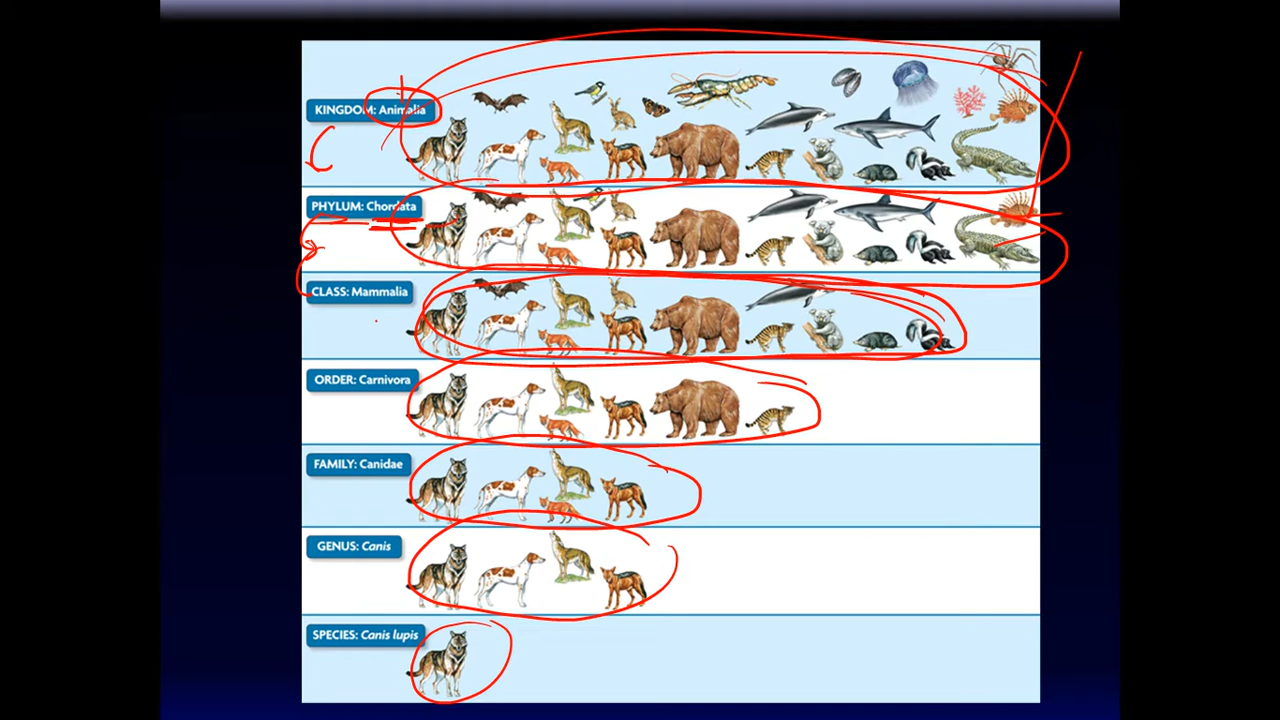 KINGDOM: Animalia
PHYLUM: Chordata
CLASS: Mammalia
ORDER: Carnivora
FAMILY: Canidae
GENUS: Canis
SPECIES: Canis lupis